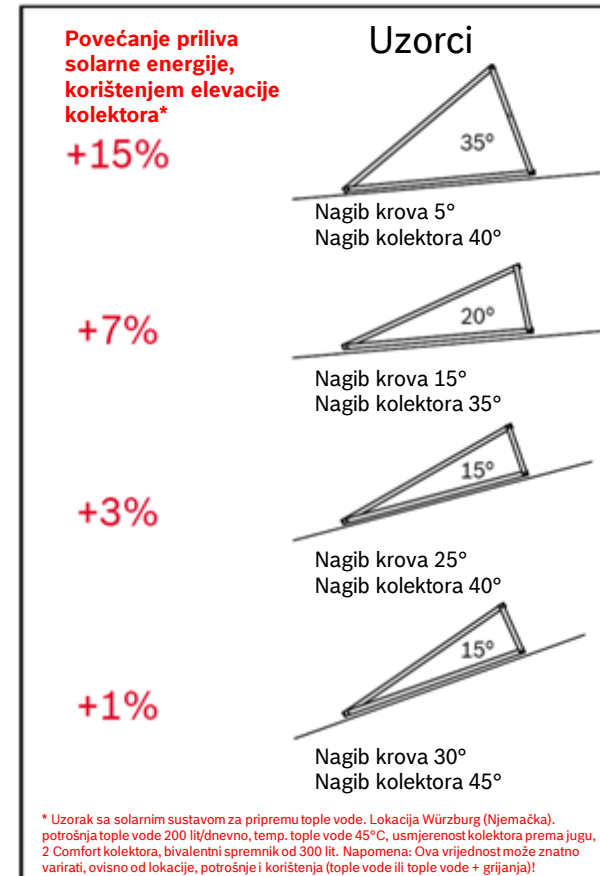 Povećanje priliva
solarne energije,
korištenjem elevacije
kolektora*
Uzorci
+15%
35°
Nagib krova 5°
Nagib kolektora 40°
+7%
20°
Nagib krova 15°
Nagib kolektora 35°
+3%
15°
Nagib krova 25°
Nagib kolektora 40°
+1%
15°
Nagib krova 30°
Nagib kolektora 45°
* Uzorak sa solarnim sustavom za pripremu tople vode. Lokacija Würzburg (Njemačka).
potrošnja tople vode 200 lit/dnevno, temp. tople vode 45°C, usmjerenost kolektora prema jugu,
2 Comfort kolektora, bivalentni spremnik od 300 lit. Napomena: Ova vrijednost može znatno
varirati, ovisno od lokacije, potrošnje i korištenja (tople vode ili tople vode + grijanja)!